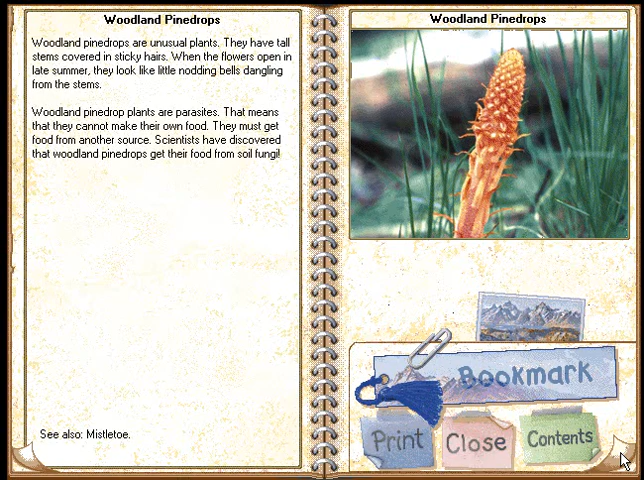 Woodland Pinedrops
Woodland pinedrops are unusual plants. They have tall
stems covered in sticky hairs. When the flowers open in
late summer, they look like little nodding bells dangling
from the stems.
Woodland pinedrop plants are parasites. That means
that they cannot make their own food. They must get
food from another source. Scientists have discovered
that woodland pinedrops get their food from soil fungi!
See also: Mistletoe.
Woodland Pinedrops
Bookmark
Print
Close
Contents